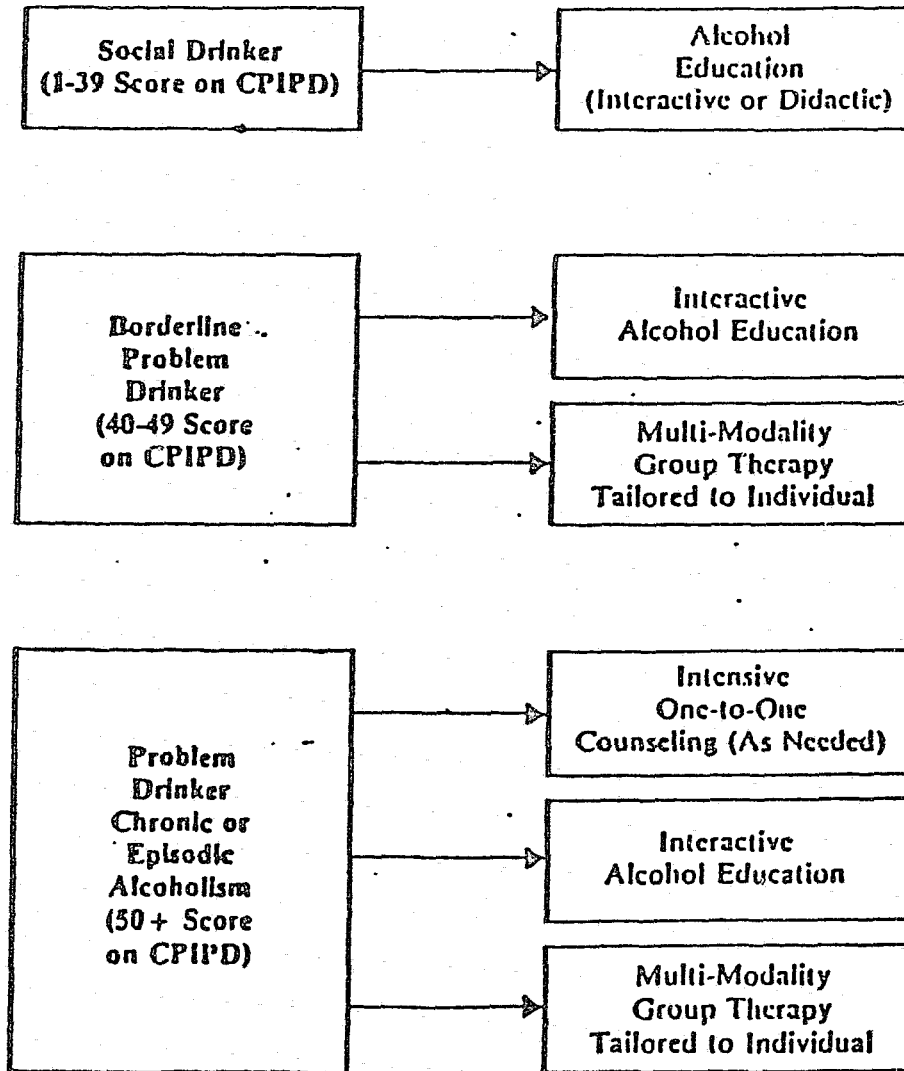 Social Drinker
(1-39 Score on CPIPD)
Alcohol
Education
(Interactive or Didactic)
Borderline
Problem
Drinker
(40-49 Score
on CPIPD)
Interactive
Alcohol Education
Multi-Modality
Group Therapy
Tailored to Individual
Problem
Drinker
Chronic or
Episodic
Alcoholism
(50+ Score
on CPIPD)
Intensive
One-to-One
Counseling (As Needed)
Interactive
Alcohol Education
Multi-Modality
Group Therapy
Tailored to Individual